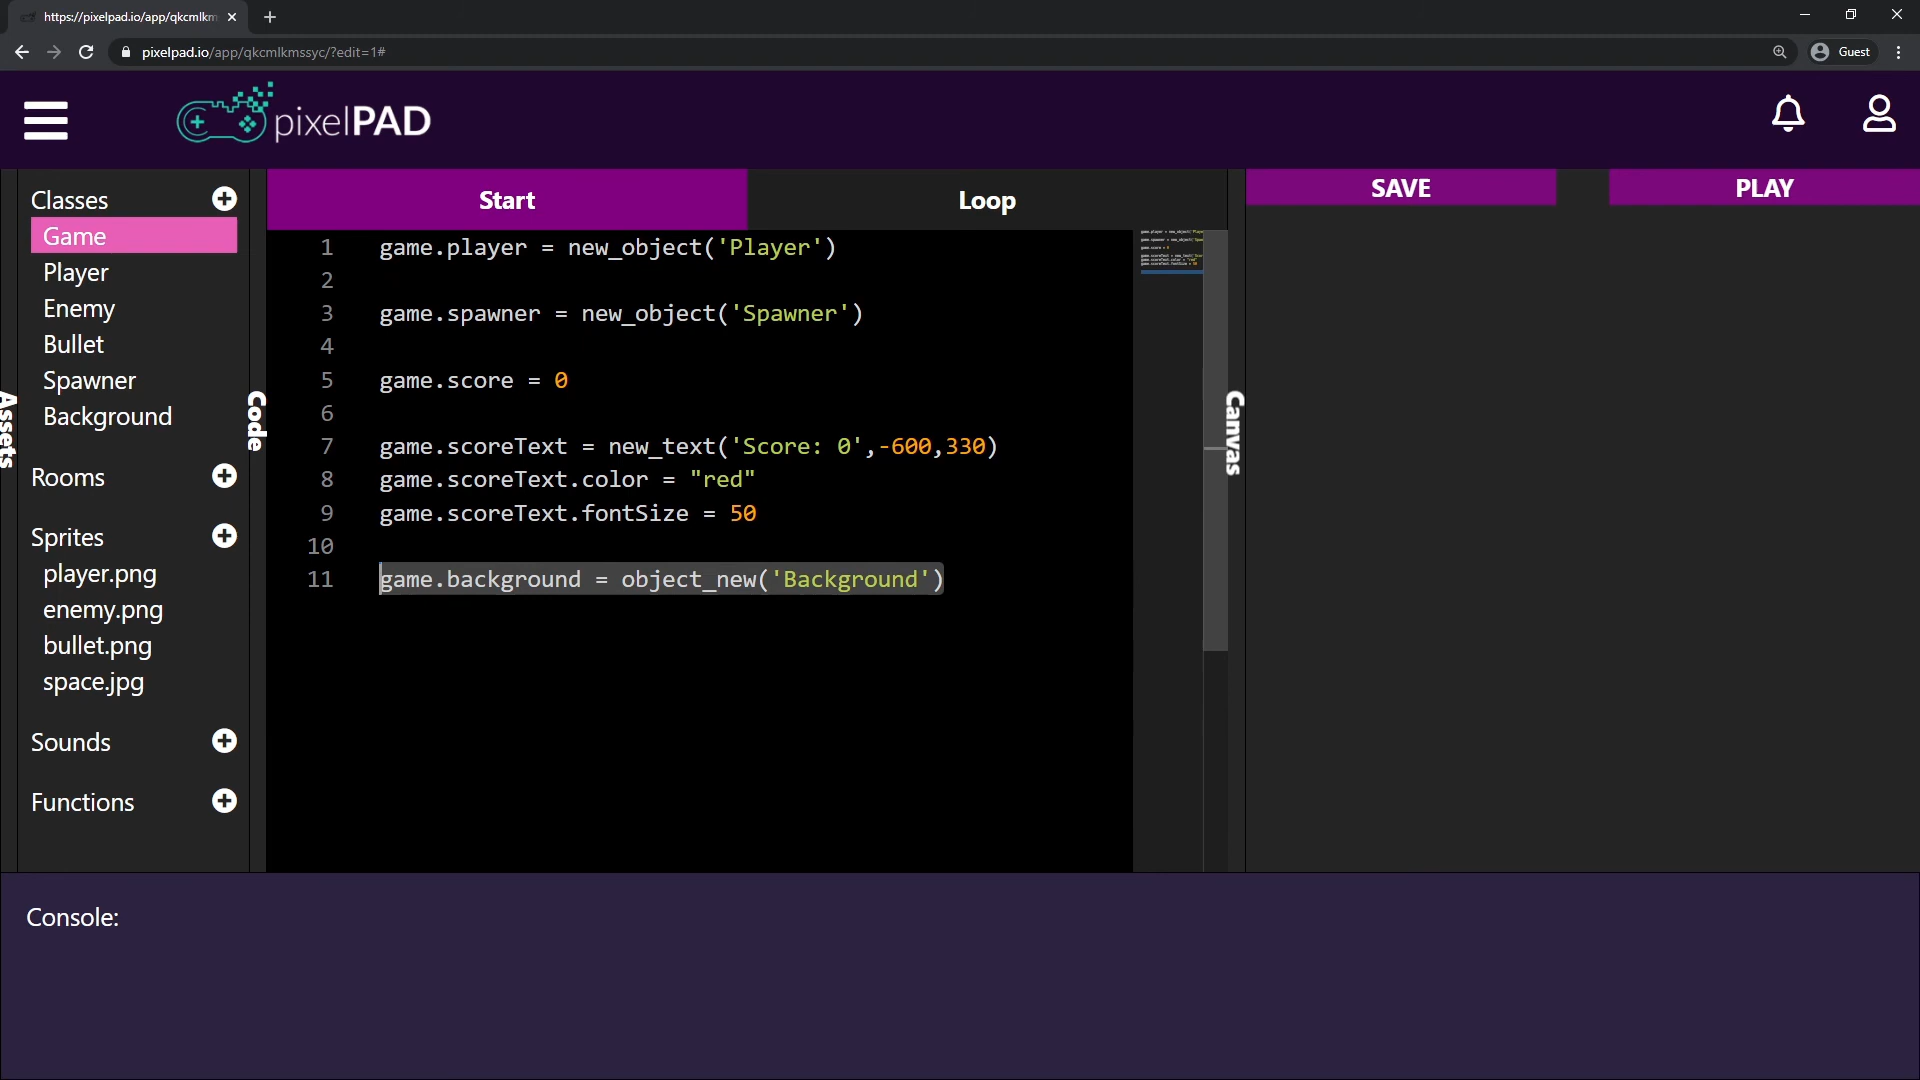 https://pixelpad.io/app/qkcmlkm
pixelpad.io/app/qkcmlkmssyc/?edit=1#
Guest
pixelPAD
Assets
Classes
Game
Player
Enemy
Bullet
Spawner
Background
Rooms
Sprites
player.png
enemy.png
bullet.png
space.jpg
Sounds
Functions
Code
Start
Loop
1 game.player = new_object('Player')
2
3 game.spawner = new_object('Spawner')
4
5 game.score = 0
6
7 game.scoreText = new_text('Score: 0',-600,330)
8 game.scoreText.color = "red"
9 game.scoreText.fontSize = 50
10
11 game.background = object_new('Background')
Canvas
SAVE
PLAY
Console: